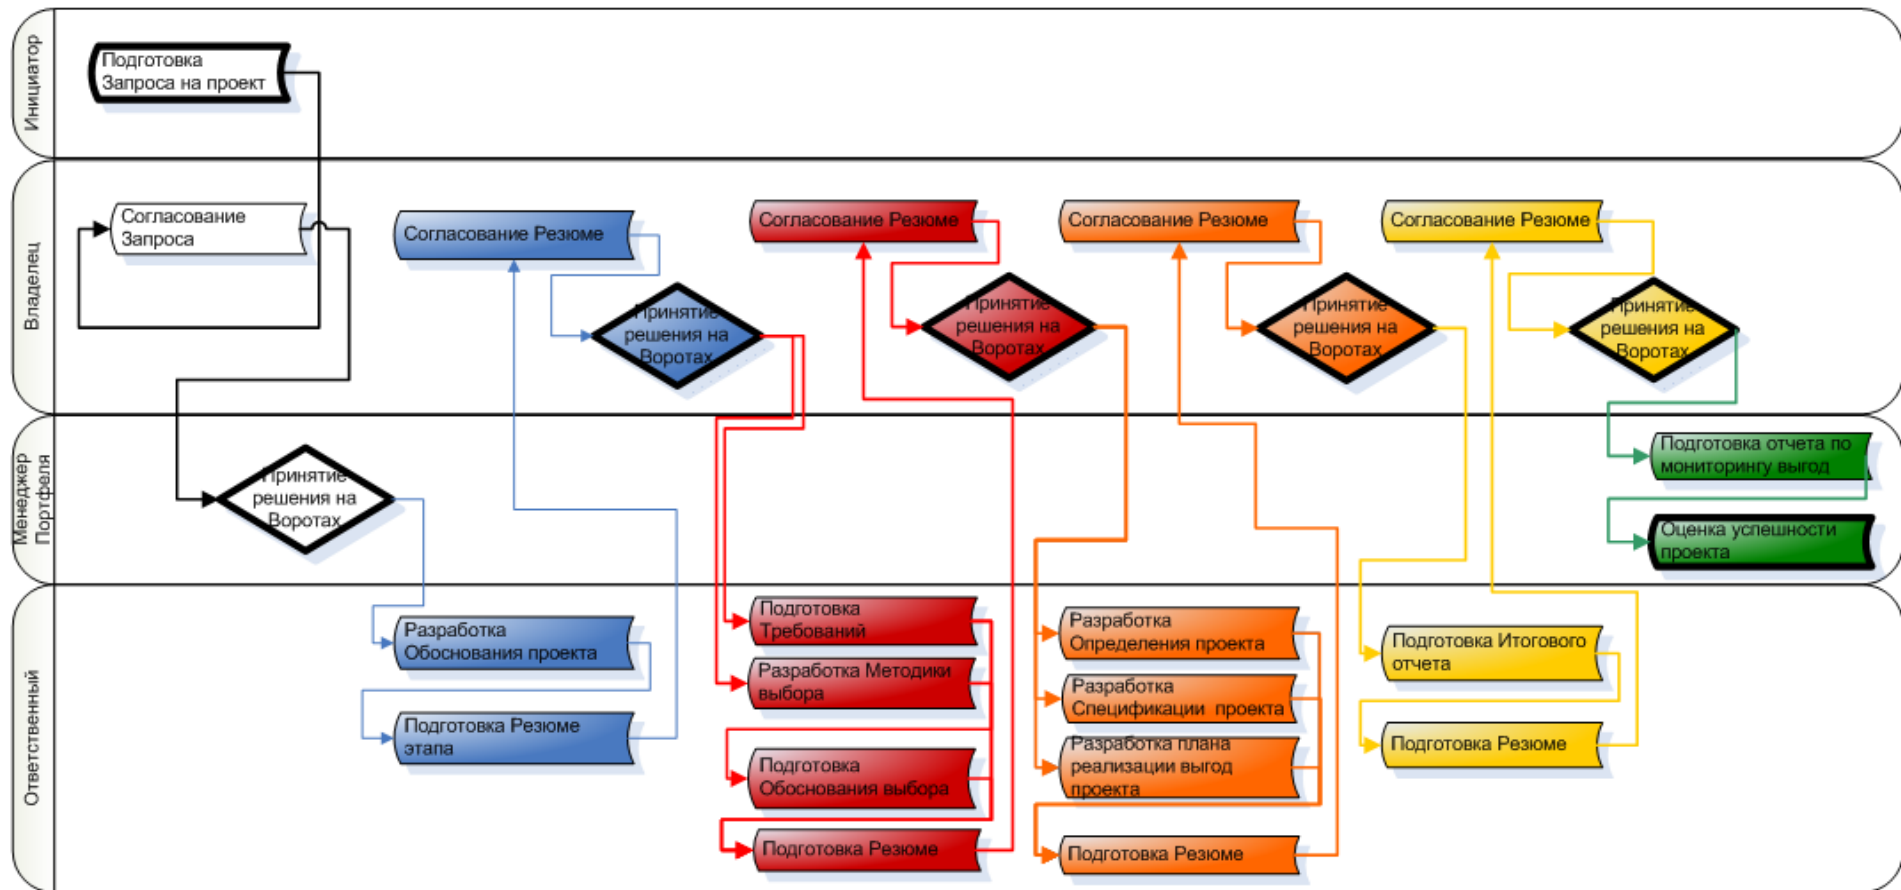 Инициатор
Подготовка
Запроса на проект
Владелец
Согласование
Запроса
Согласование Резюме
Принятие
решения на
Воротах
Согласование Резюме
Принятие
решения на
Воротах
Согласование Резюме
Принятие
решения на
Воротах
Согласование Резюме
Принятие
решения на
Воротах
Менеджер
Портфеля
Принятие
решения на
Воротах
Подготовка отчета по
мониторингу выгод
Оценка успешности
проекта
Ответственный
Разработка
Обоснования проекта
Подготовка Резюме
этапа
Подготовка
Требований
Разработка Методики
выбора
Подготовка
Обоснования выбора
Подготовка Резюме
Разработка
Определения проекта
Разработка
Спецификации проекта
Разработка плана
реализации выгод
проекта
Подготовка Резюме
Подготовка Итогового
отчета
Подготовка Резюме